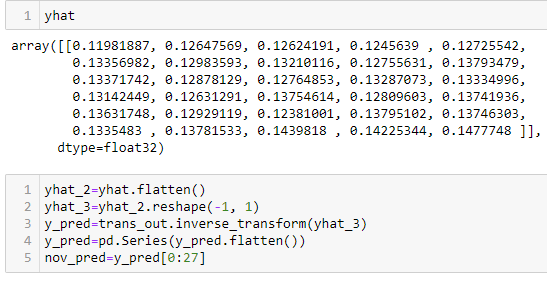 1 yhat
array([[0.11981887, 0.12647569, 0.12624191, 0.1245639 , 0.12725542,
0.13356982, 0.12983593, 0.13210116, 0.12755631, 0.13793479,
0.13371742, 0.12878129, 0.12764853, 0.13287073, 0.13334996,
0.13142449, 0.12631291, 0.13754614, 0.12809603, 0.13741936,
0.13631748, 0.12929119, 0.12381001, 0.13795102, 0.13746303,
0.1335483 , 0.13781533, 0.1439818 , 0.14225344, 0.1477748 ]],
dtype=float32)
1 yhat_2=yhat.flatten()
2 yhat_3=yhat_2.reshape(-1, 1)
3 y_pred=trans_out.inverse_transform(yhat_3)
4 y_pred=pd.Series(y_pred.flatten())
5 nov_pred=y_pred[0:27]